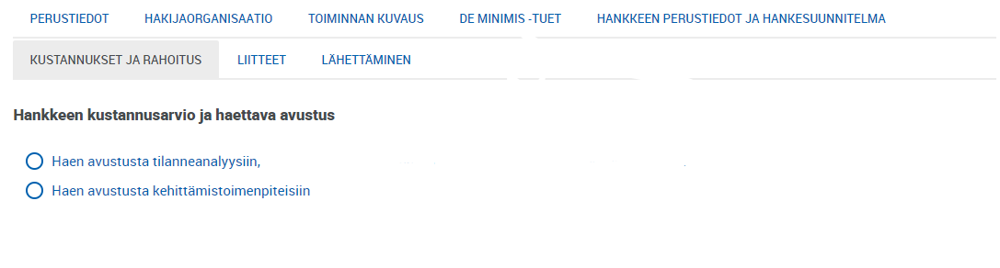 PERUSTIEDOT HAKIJAORGANISAATIO TOIMINNAN KUVAUS DE MINIMIS -TUET HANKKEEN PERUSTIEDOT JA HANKESUUNNITELMA
KUSTANNUKSET JA RAHOITUS LIITTEET LÄHETTÄMINEN
Hankkeen kustannusarvio ja haettava avustus
Haen avustusta tilanneanalyysiin,
Haen avustusta kehittämistoimenpiteisiin